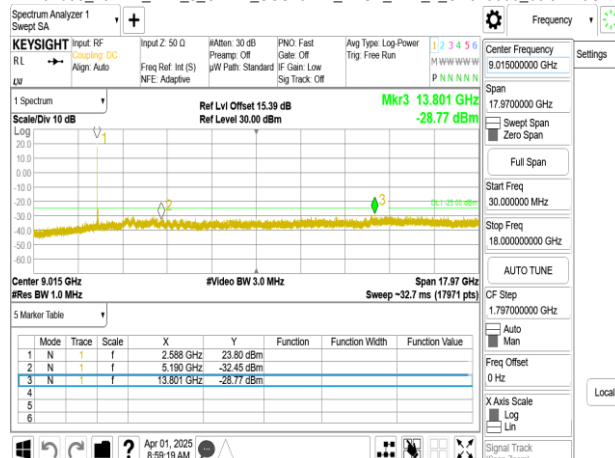 Spectrum Analyzer 1
Swept SA
Frequency
Settings
KEYSIGHT
RL
Input: RF
Coupling: DC
Align: Auto
Input Z: 50 Ω
Freq Ref: Int (S)
NFE: Adaptive
#Atten: 30 dB
Preamp: Off
µW Path: Standard
PNO: Fast
Gate: Off
IF Gain: Low
Sig Track: Off
Avg Type: Log-Power
Trig: Free Run
1 2 3 4 5 6
M W W W W W
P N N N N N
1 Spectrum
Scale/Div 10 dB
Ref Lvl Offset 15.39 dB
Ref Level 30.00 dBm
Mkr3 13.801 GHz
-28.77 dBm
Log
20.0
10.0
0.00
-10.0
-20.0
-30.0
-40.0
-50.0
-60.0
1
2
3
DL1 -25.00 dBm
Center 9.015 GHz
#Res BW 1.0 MHz
#Video BW 3.0 MHz
Span 17.97 GHz
Sweep ~32.7 ms (17971 pts)
5 Marker Table
Mode Trace Scale X Y Function Function Width Function Value
1 N 1 f 2.588 GHz 23.80 dBm
2 N 1 f 5.190 GHz -32.45 dBm
3 N 1 f 13.801 GHz -28.77 dBm
4
5
6
Apr 01, 2025
8:59:19 AM
Center Frequency
9.015000000 GHz
Span
17.9700000 GHz
Swept Span
Zero Span
Full Span
Start Freq
30.000000 MHz
Stop Freq
18.000000000 GHz
AUTO TUNE
CF Step
1.797000000 GHz
Auto
Man
Freq Offset
0 Hz
X Axis Scale
Log
Lin
Signal Track
Local